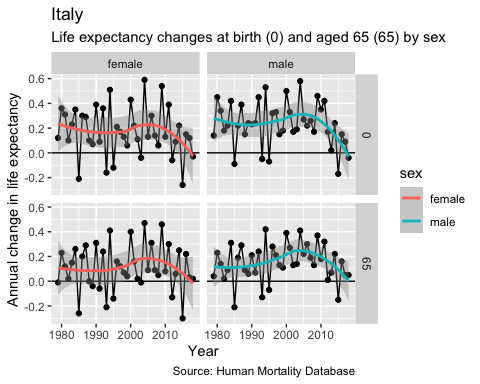 Italy
Life expectancy changes at birth (0) and aged 65 (65) by sex
female
male
Annual change in life expectancy
0.6
0.4
0.2
0.0
-0.2
0
0.6
0.4
0.2
0.0
-0.2
65
1980 1990 2000 2010
1980 1990 2000 2010
Year
sex
female
male
Source: Human Mortality Database